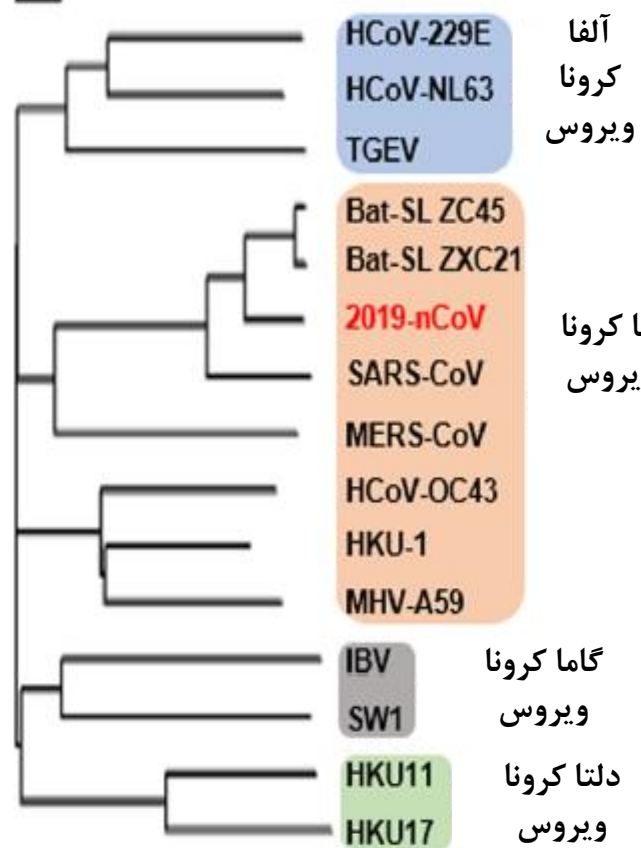 HCoV-229E
HCoV-NL63
TGEV
آلفا
کرونا
ویروس
Bat-SL ZC45
Bat-SL ZXC21
2019-nCoV
SARS-CoV
MERS-CoV
HCoV-OC43
HKU-1
MHV-A59
کرونا
IBV
SW1
گاما کرونا
ویروس
HKU11
HKU17
دلتا کرونا
ویروس